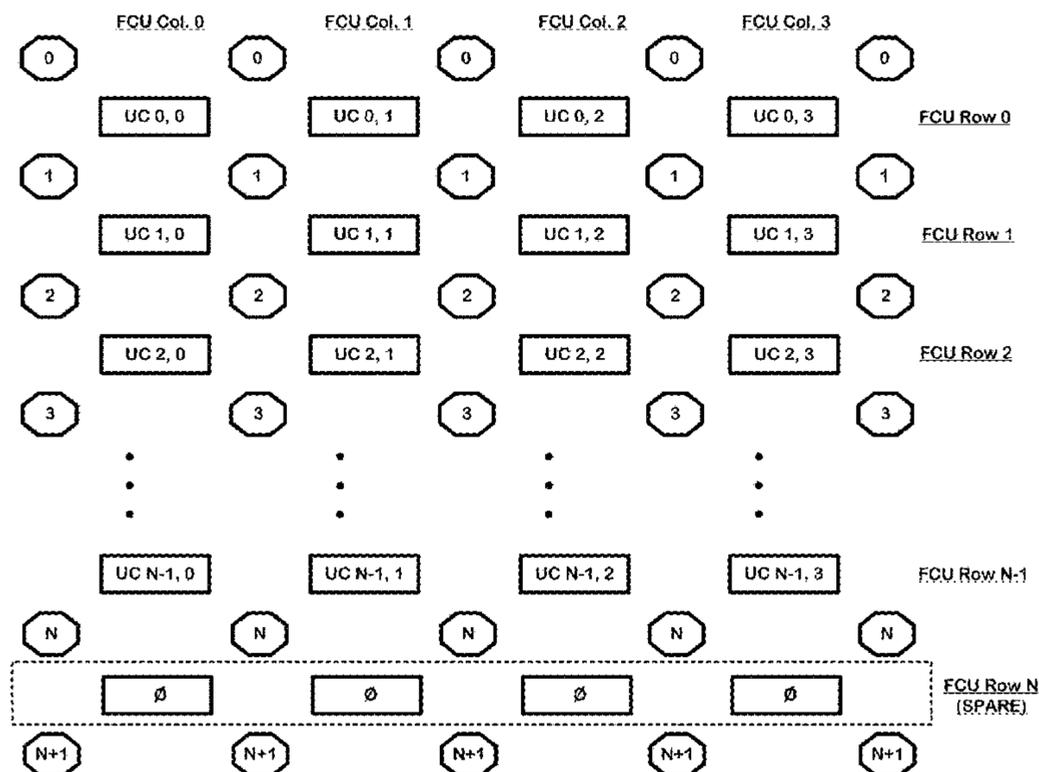 FCU Col. 0 FCU Col. 1 FCU Col. 2 FCU Col. 3
0 0 0 0 0
UC 0, 0 UC 0, 1 UC 0, 2 UC 0, 3 FCU Row 0
1 1 1 1 1
UC 1, 0 UC 1, 1 UC 1, 2 UC 1, 3 FCU Row 1
2 2 2 2 2
UC 2, 0 UC 2, 1 UC 2, 2 UC 2, 3 FCU Row 2
3 3 3 3 3
UC N-1, 0 UC N-1, 1 UC N-1, 2 UC N-1, 3 FCU Row N-1
N N N N N
Ø Ø Ø Ø FCU Row N
(SPARE)
N+1 N+1 N+1 N+1 N+1